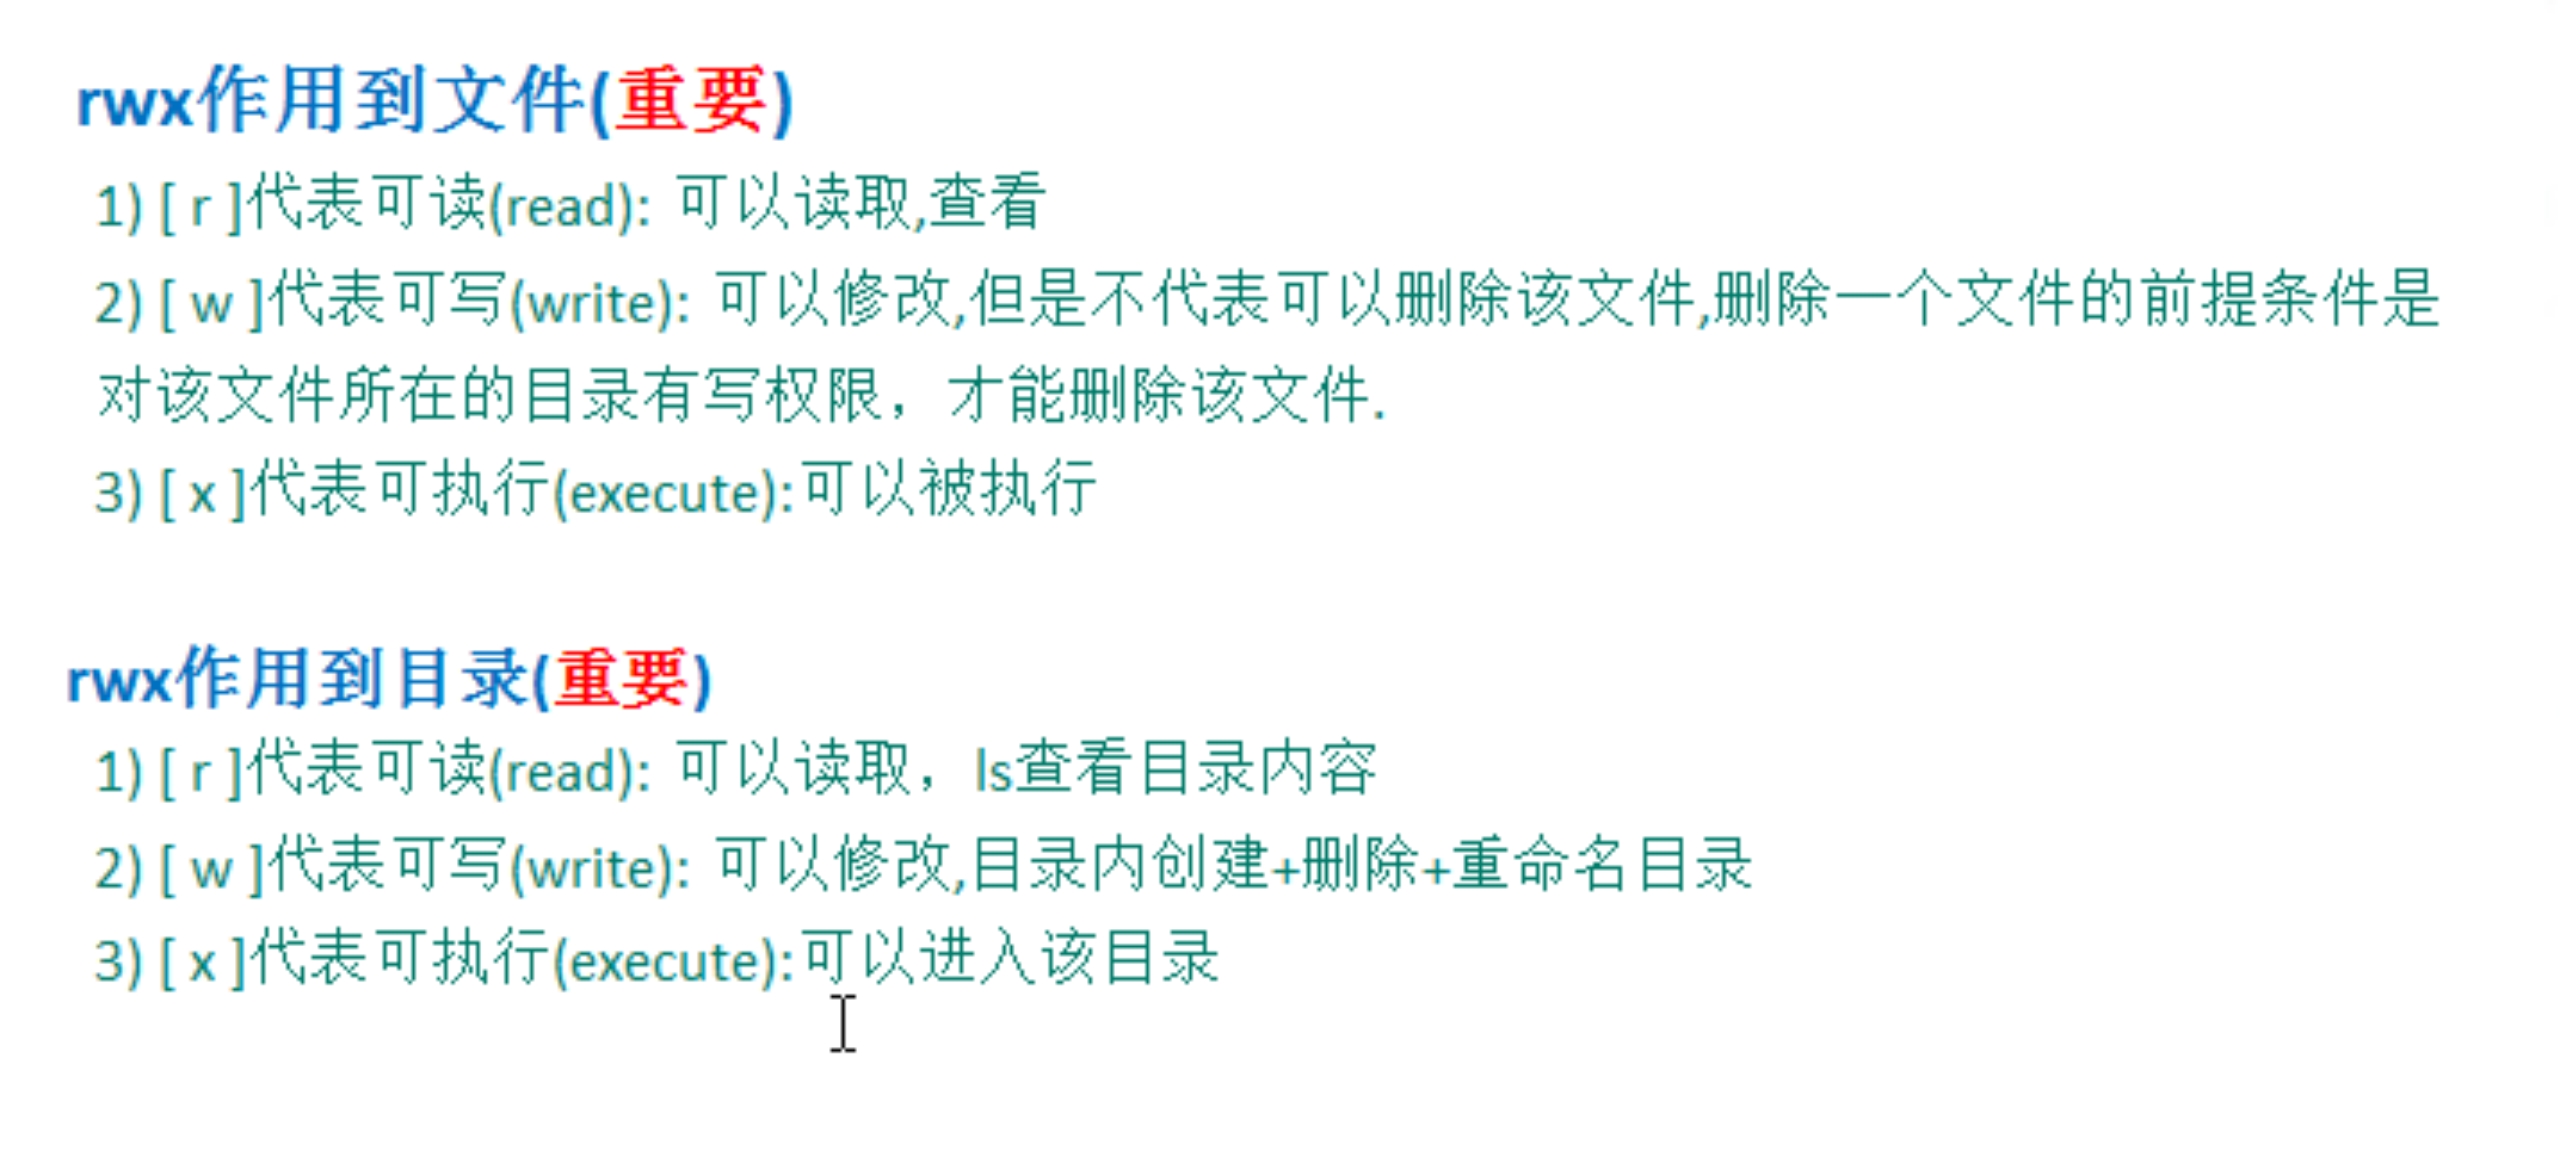 rwx作用到文件(重要)
1) [ r ]代表可读(read): 可以读取,查看
2) [ w ]代表可写(write): 可以修改,但是不代表可以删除该文件,删除一个文件的前提条件是
对该文件所在的目录有写权限，才能删除该文件.
3) [ x ]代表可执行(execute):可以被执行
rwx作用到目录(重要)
1) [ r ]代表可读(read): 可以读取，ls查看目录内容
2) [ w ]代表可写(write): 可以修改,目录内创建+删除+重命名目录
3) [ x ]代表可执行(execute):可以进入该目录